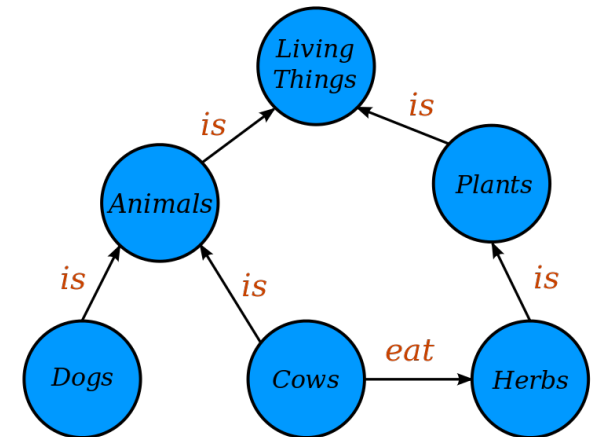 Living
Things
is
is
Animals
Plants
is
is
is
eat
Dogs
Cows
Herbs